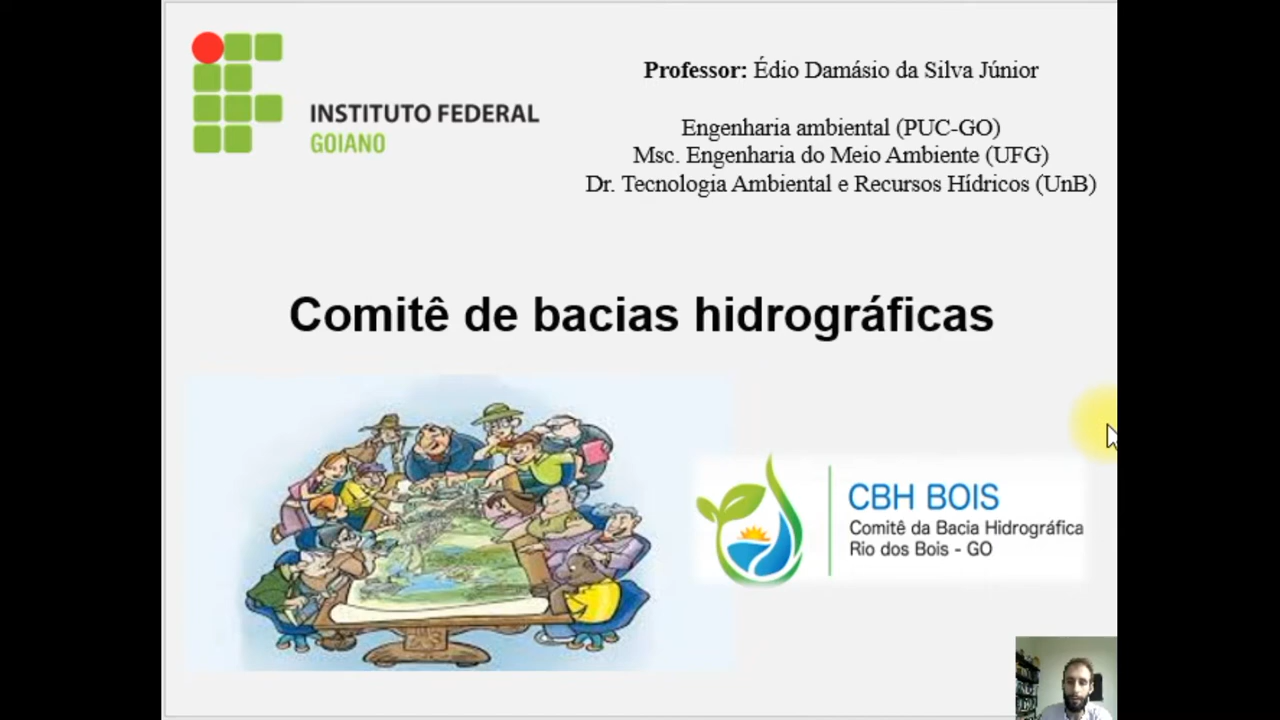 INSTITUTO FEDERAL
GOIANO
Professor: Édio Damásio da Silva Júnior
Engenharia ambiental (PUC-GO)
Msc. Engenharia do Meio Ambiente (UFG)
Dr. Tecnologia Ambiental e Recursos Hídricos (UnB)
Comitê de bacias hidrográficas
CBH BOIS
Comitê da Bacia Hidrográfica
Rio dos Bois - GO